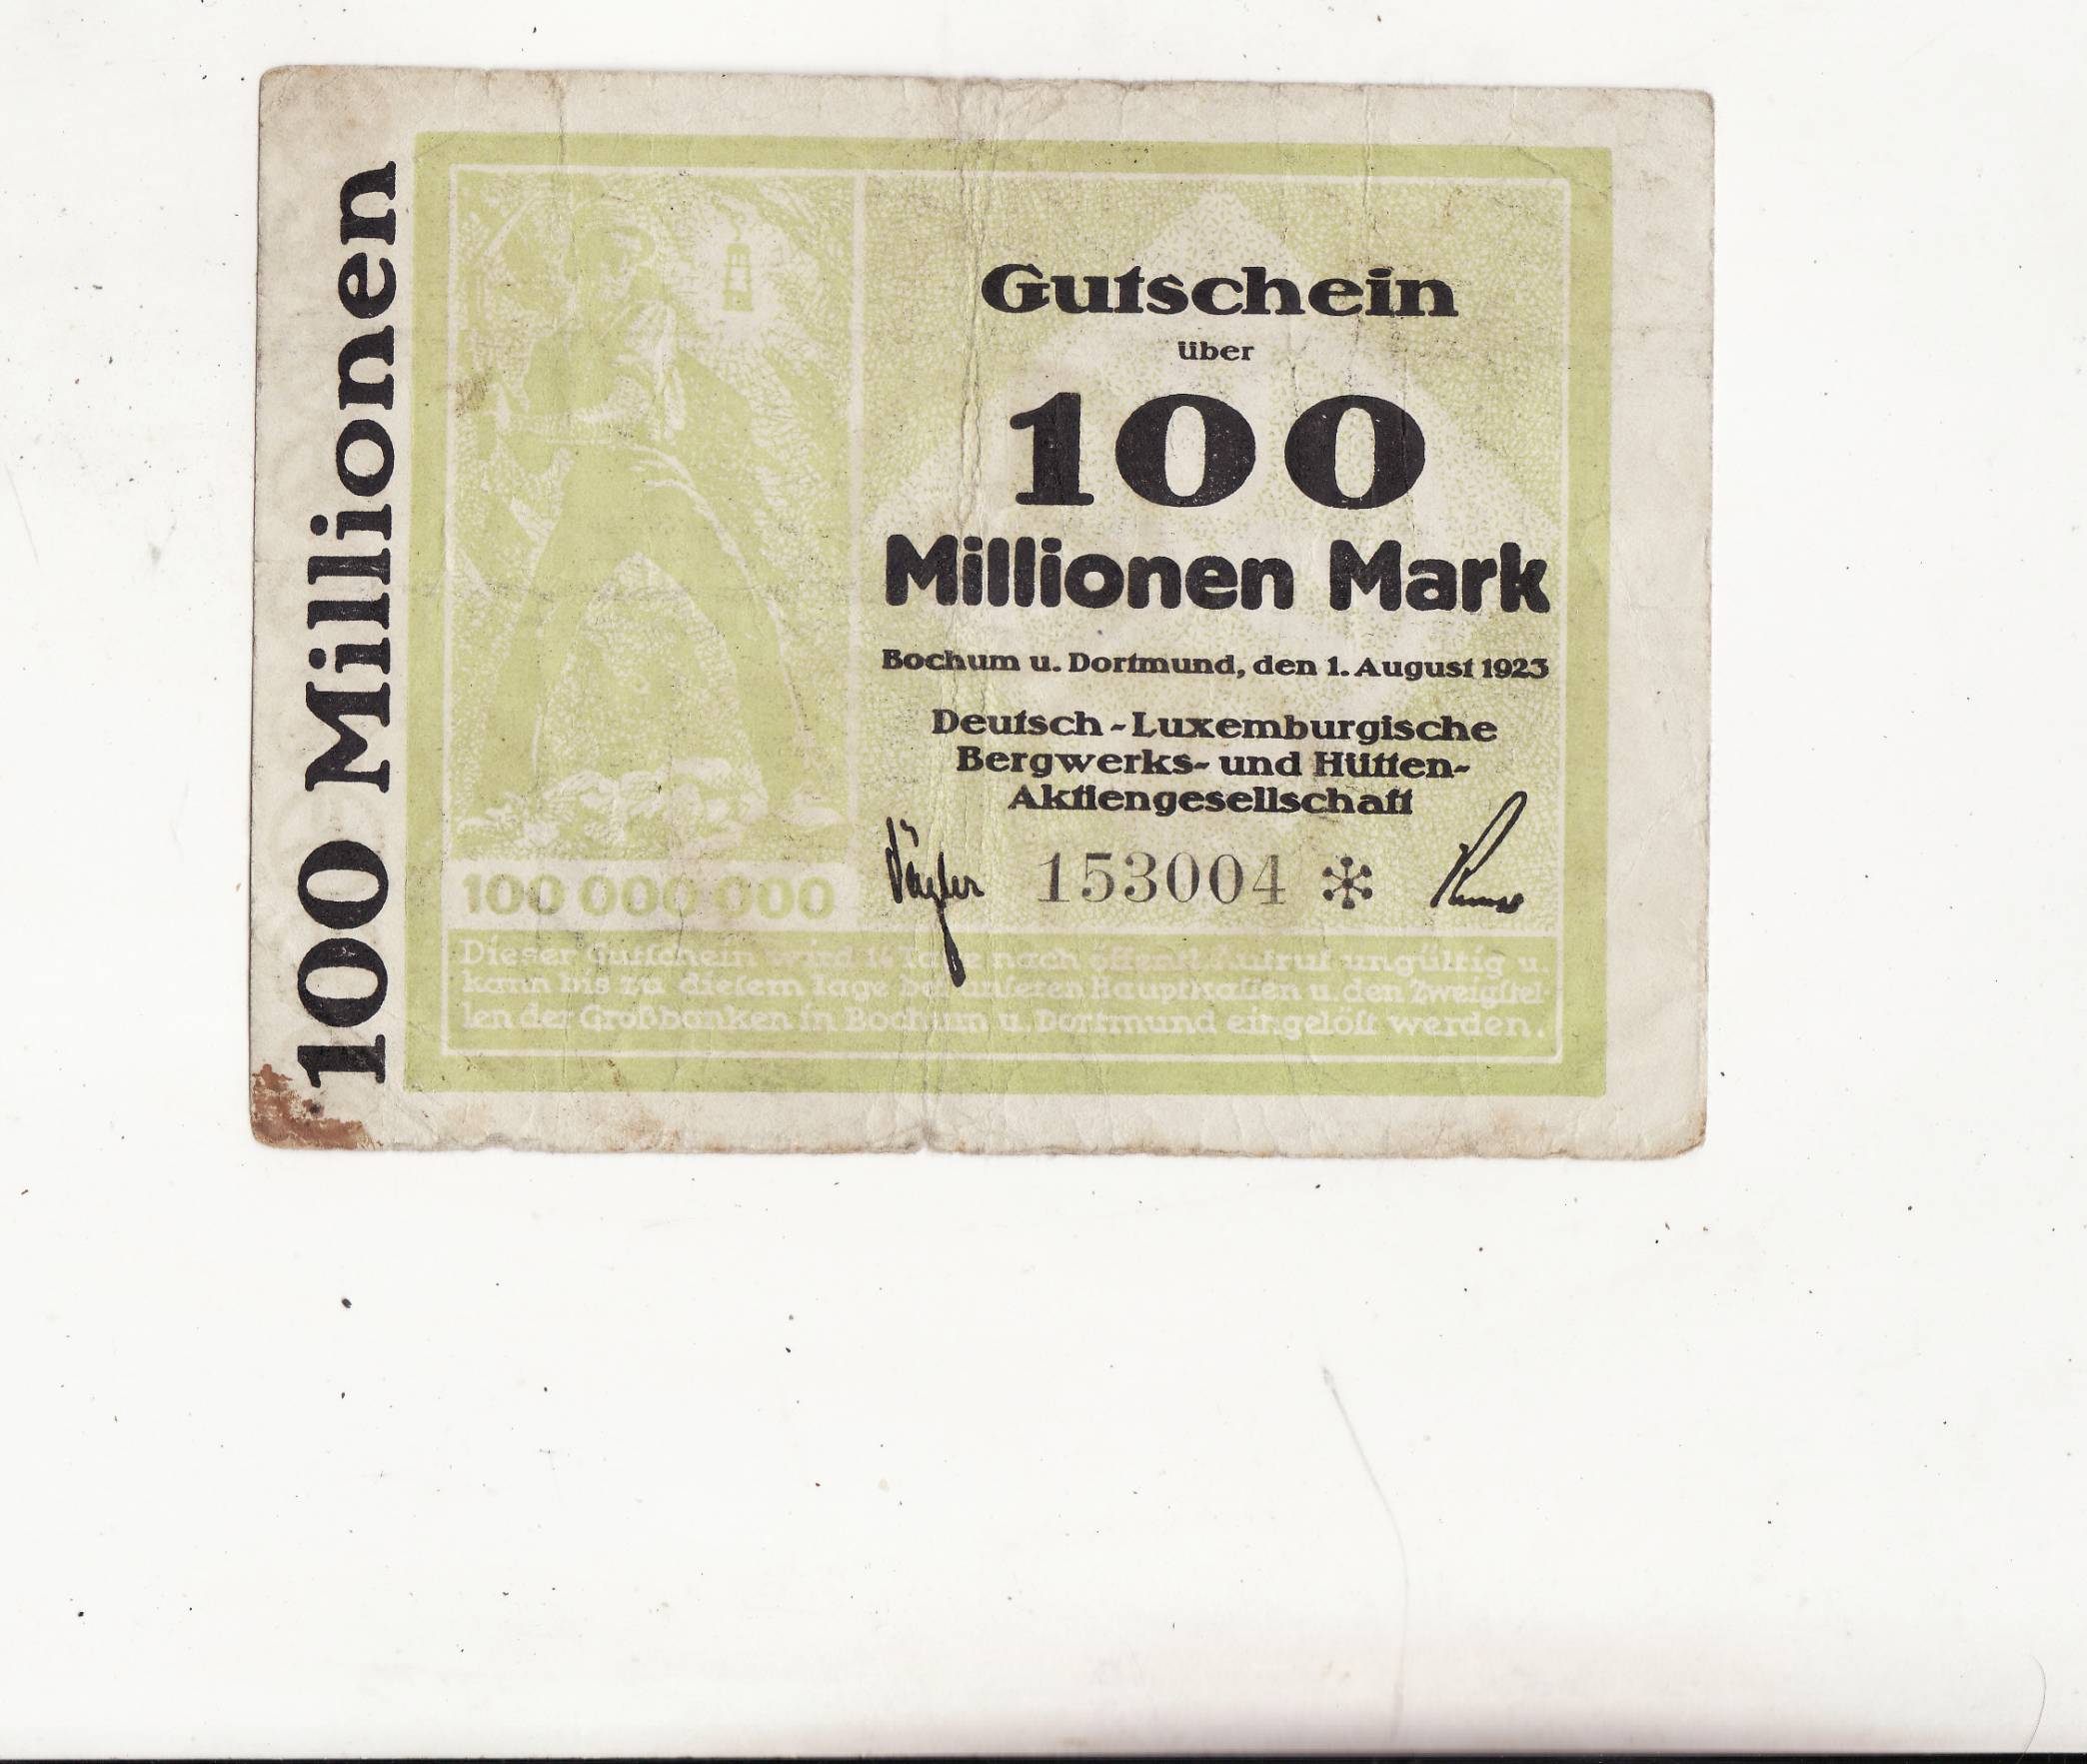 100 Millionen
Gutschein
über
100
Millionen Mark
Bochum u. Dortmund, den 1. August 1923
Deutsch-Luxemburgische
Bergwerks- und Hütten-
Aktiengesellschaft
Vögler 153004
100 000 000
Dieser Gutschein wird 14 Tage nach öffentl. Aufruf ungültig u.
kann bis zu diesem Tage bei unseren Hauptkassen u. den Zweigstel-
len der Großbanken in Bochum u. Dortmund eingelöst werden.